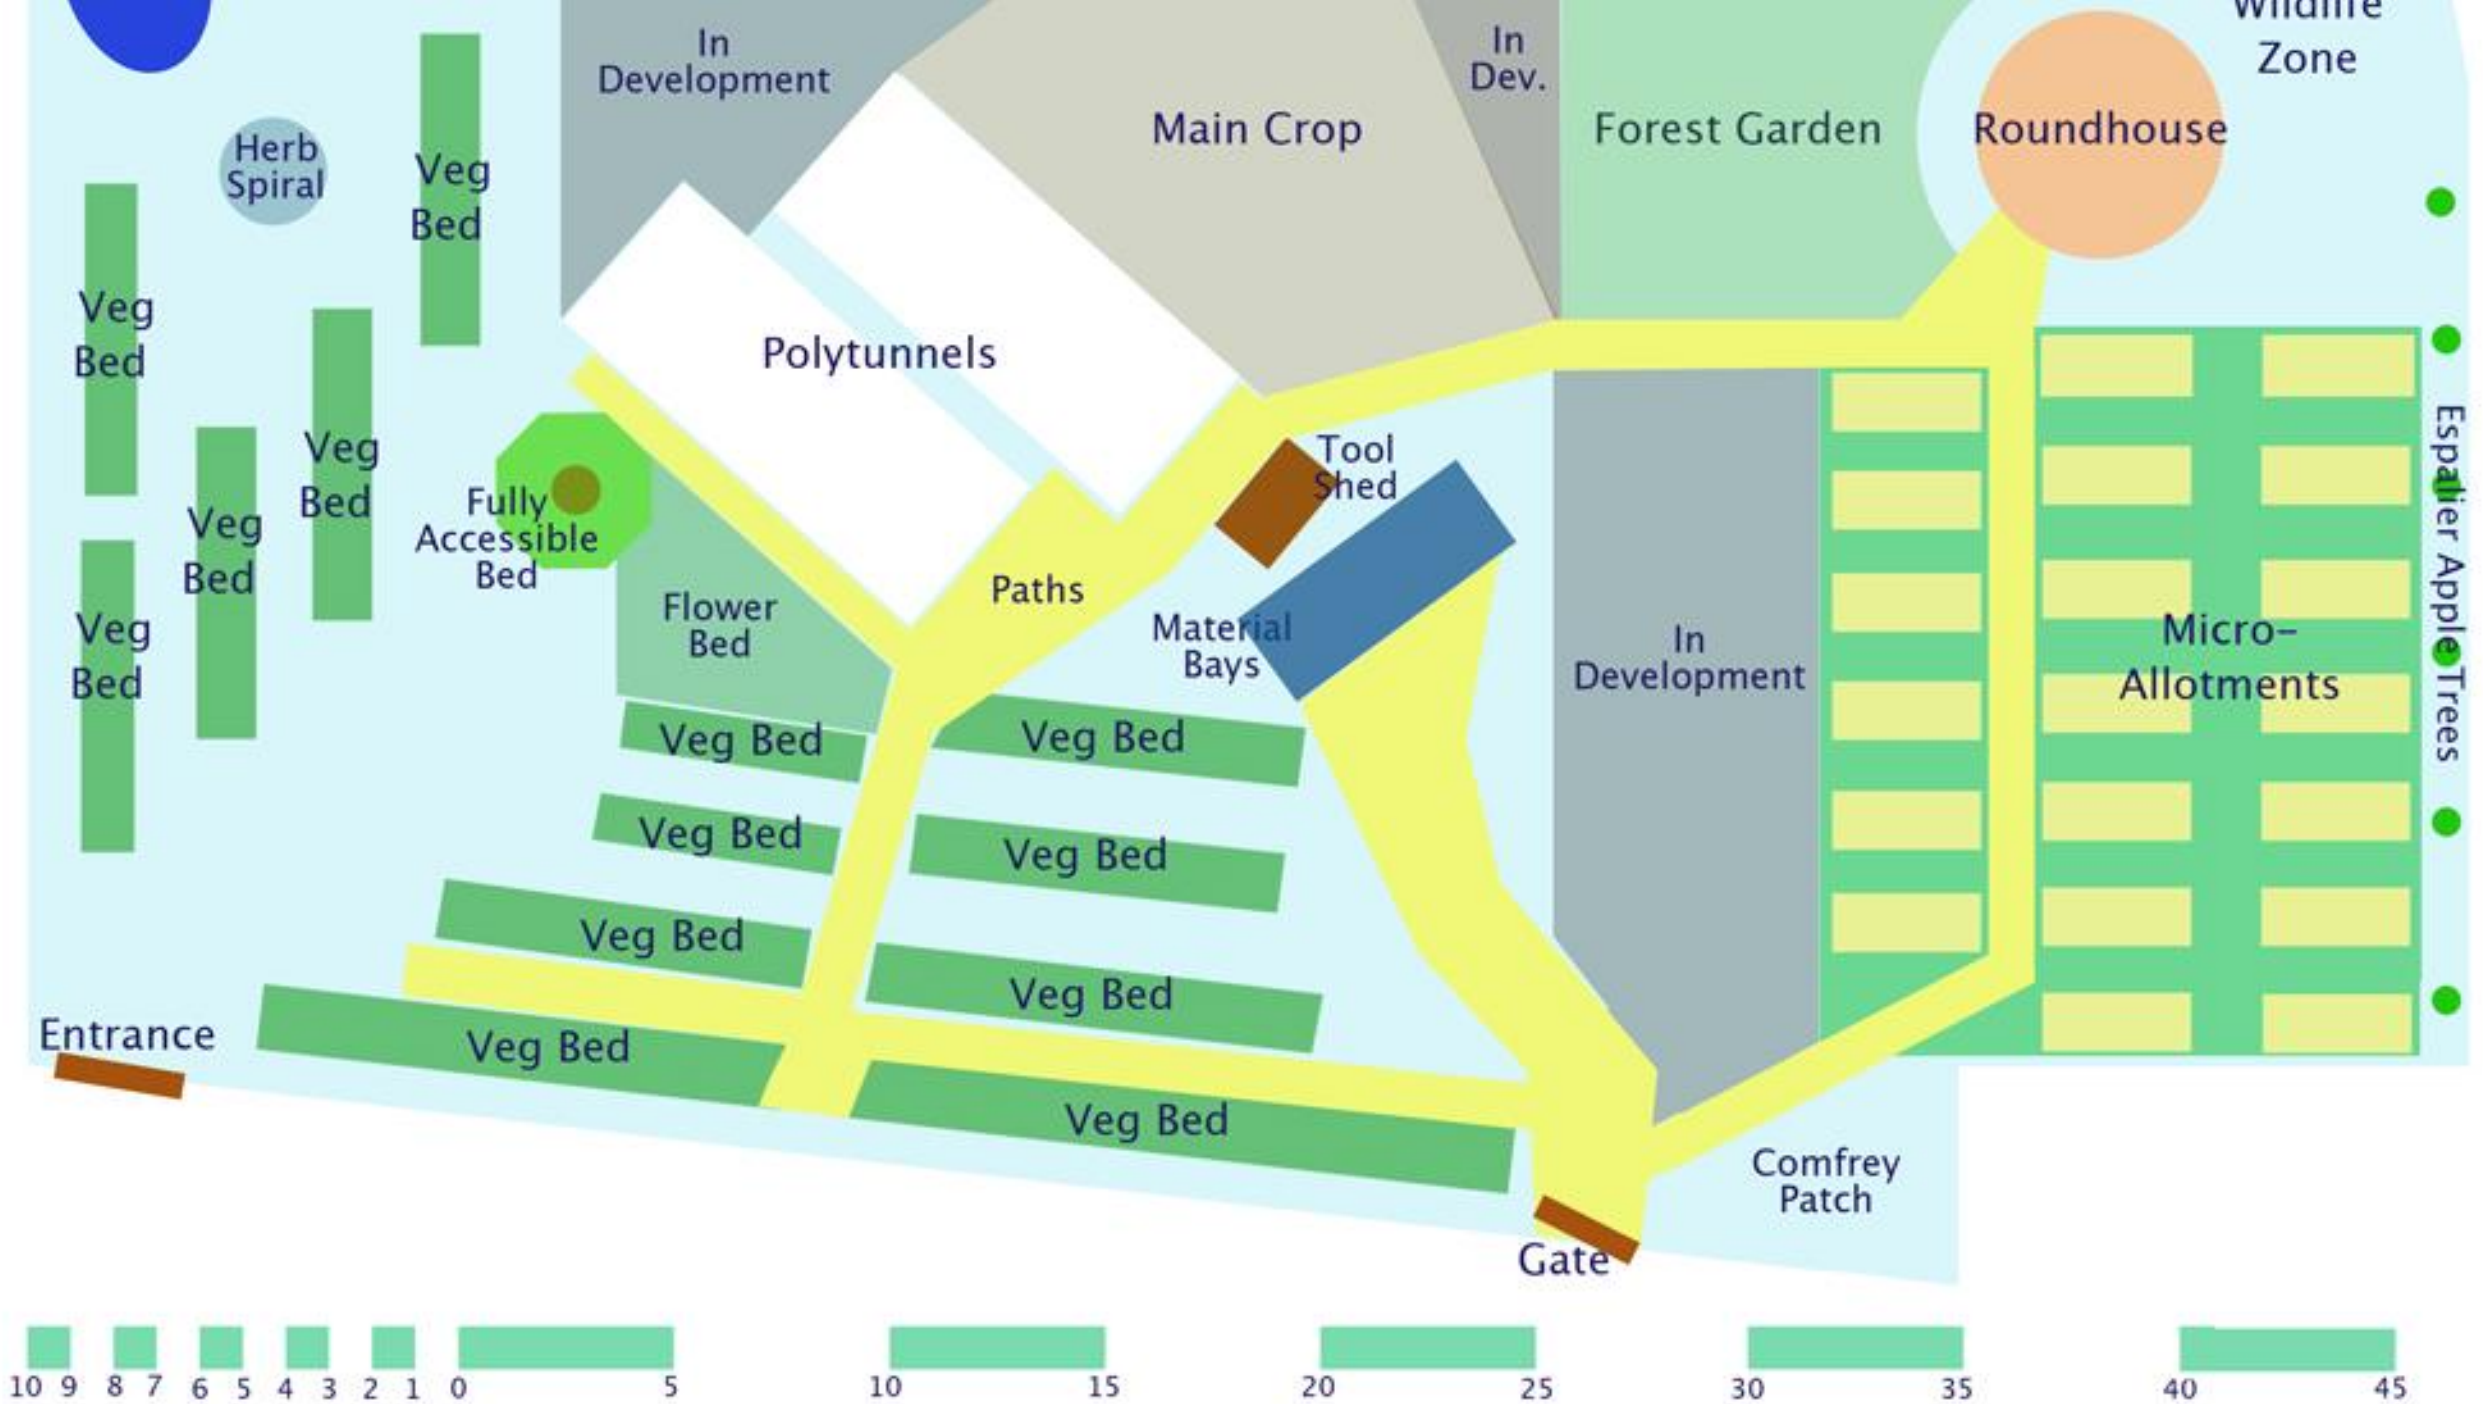 Wildlife
Zone
In
Development
In
Dev.
Main Crop
Forest Garden
Roundhouse
Herb
Spiral
Veg
Bed
Veg
Bed
Polytunnels
Veg
Bed
Tool
Shed
Fully
Accessible
Bed
Veg
Bed
Paths
Flower
Bed
Material
Bays
In
Development
Micro-
Allotments
Espalier Apple Trees
Veg
Bed
Veg Bed
Veg Bed
Veg Bed
Veg Bed
Veg Bed
Veg Bed
Entrance
Veg Bed
Veg Bed
Comfrey
Patch
Gate
10 9 8 7 6 5 4 3 2 1 0 5 10 15 20 25 30 35 40 45